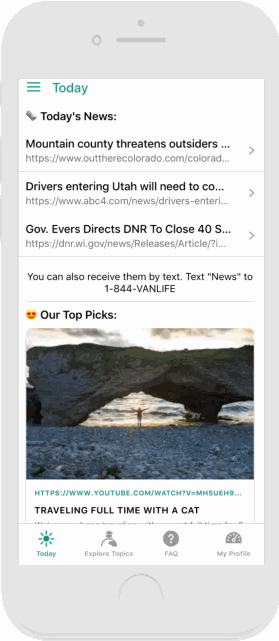 Today
Today's News:
Mountain county threatens outsiders ...
https://www.outtherecolorado.com/colorad...
Drivers entering Utah will need to co...
https://www.abc4.com/news/drivers-enteri...
Gov. Evers Directs DNR To Close 40 S...
https://dnr.wi.gov/news/Releases/Article/?i...
You can also receive them by text. Text "News" to
1-844-VANLIFE
Our Top Picks:
HTTPS://WWW.YOUTUBE.COM/WATCH?V=MHSUEH9...
TRAVELING FULL TIME WITH A CAT
Today
Explore Topics
FAQ
My Profile